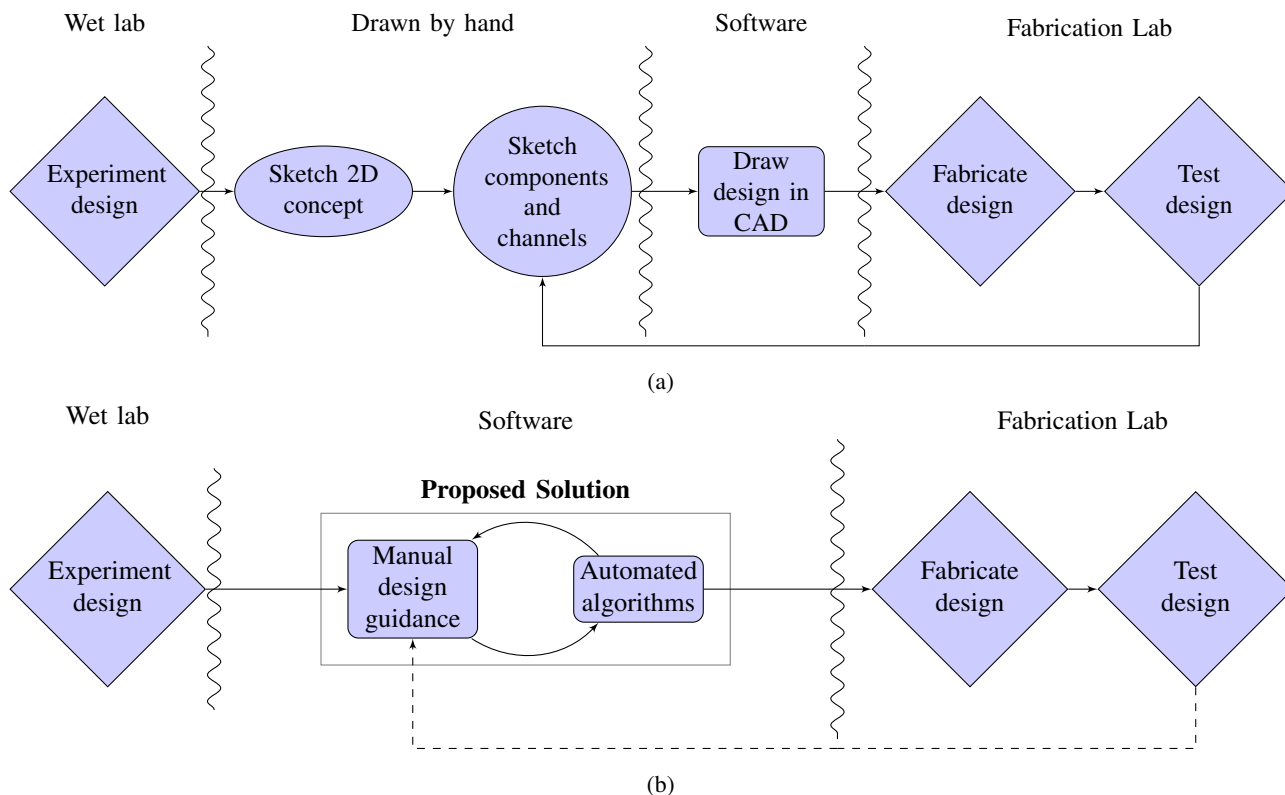 Wet lab
Drawn by hand
Software
Fabrication Lab
Experiment
design
Sketch 2D
concept
Sketch
components
and
channels
Draw
design in
CAD
Fabricate
design
Test
design
(a)
Wet lab
Software
Fabrication Lab
Proposed Solution
Experiment
design
Manual
design
guidance
Automated
algorithms
Fabricate
design
Test
design
(b)